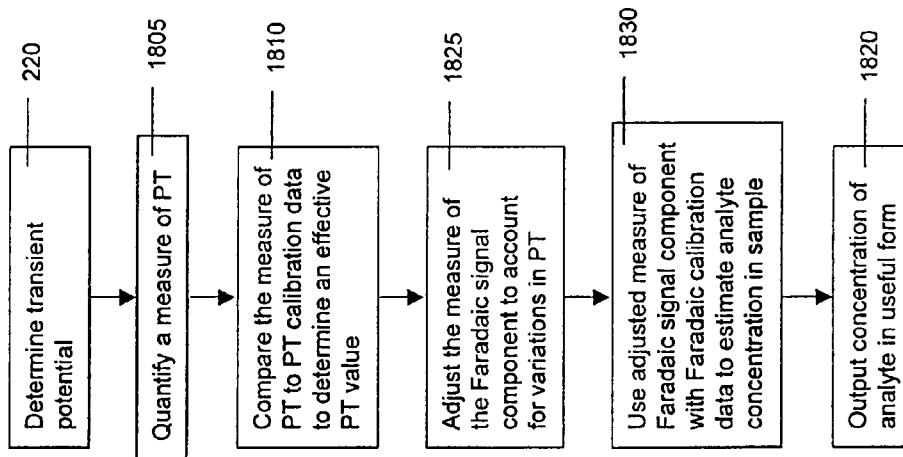 220
Determine transient
potential
1805
Quantify a measure of PT
1810
Compare the measure of
PT to PT calibration data
to determine an effective
PT value
1825
Adjust the measure of
the Faradaic signal
component to account
for variations in PT
1830
Use adjusted measure of
Faradaic signal component
with Faradaic calibration
data to estimate analyte
concentration in sample
1820
Output concentration of
analyte in useful form